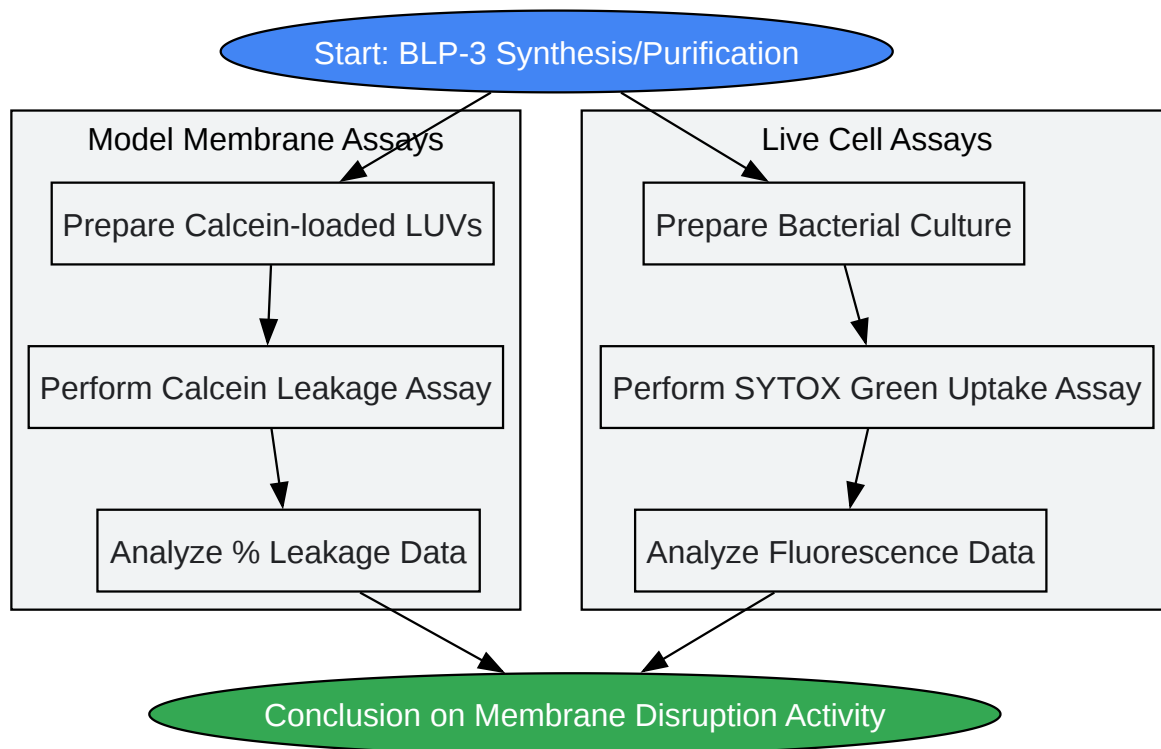 Start: BLP-3 Synthesis/Purification
Model Membrane Assays
Prepare Calcein-loaded LUVs
Perform Calcein Leakage Assay
Analyze % Leakage Data
Live Cell Assays
Prepare Bacterial Culture
Perform SYTOX Green Uptake Assay
Analyze Fluorescence Data
Conclusion on Membrane Disruption Activity